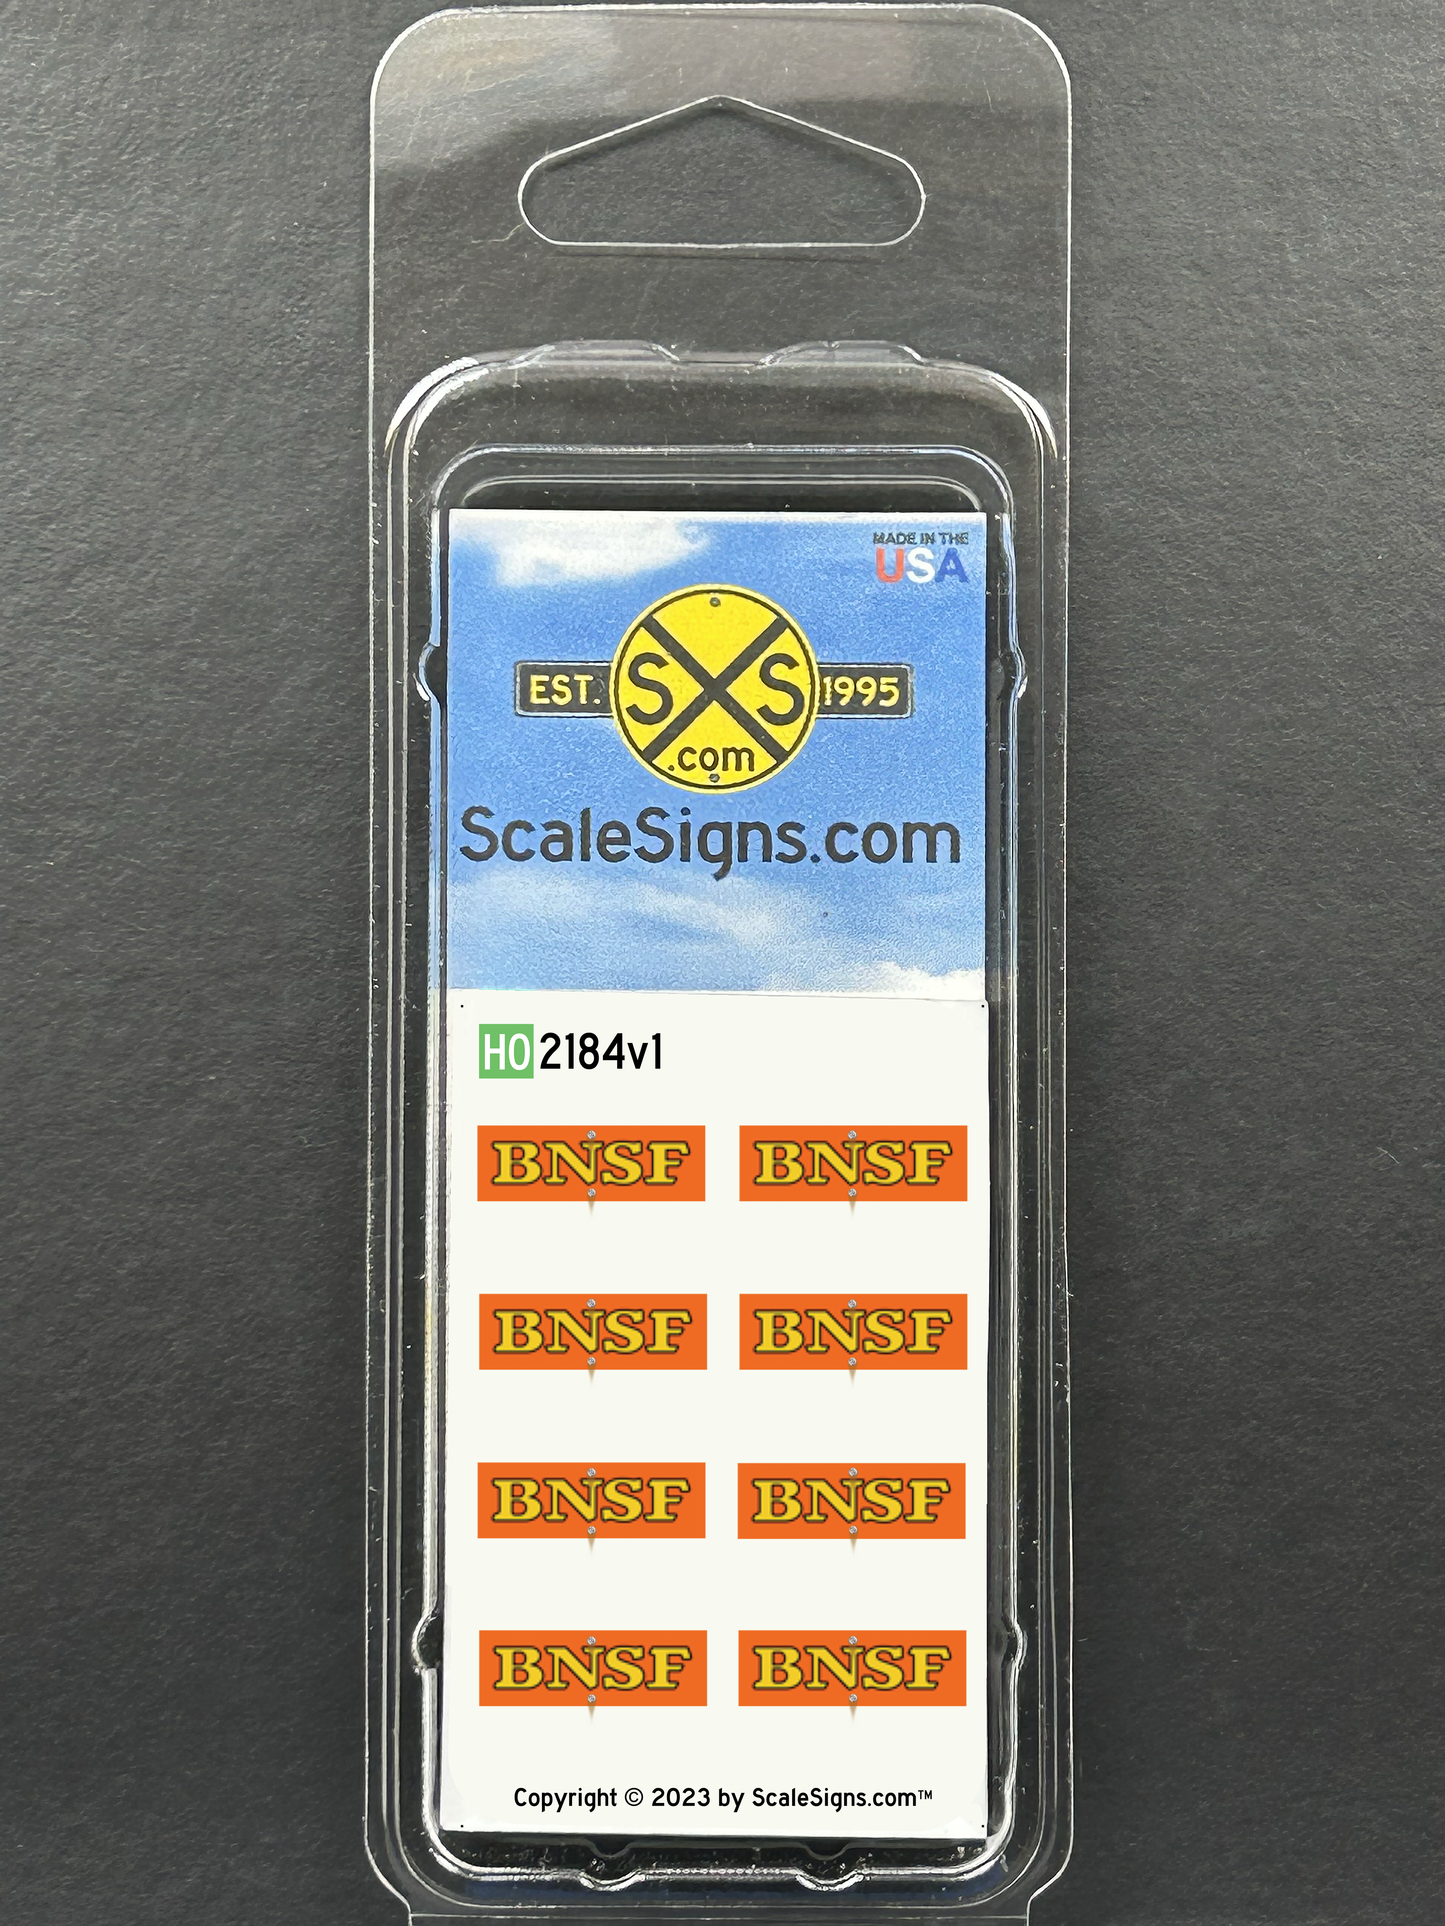 MADE IN THE
USA
EST. S S 1995
.com
ScaleSigns.com
HO 2184v1
BNSF BNSF
BNSF BNSF
BNSF BNSF
BNSF BNSF
Copyright © 2023 by ScaleSigns.com™